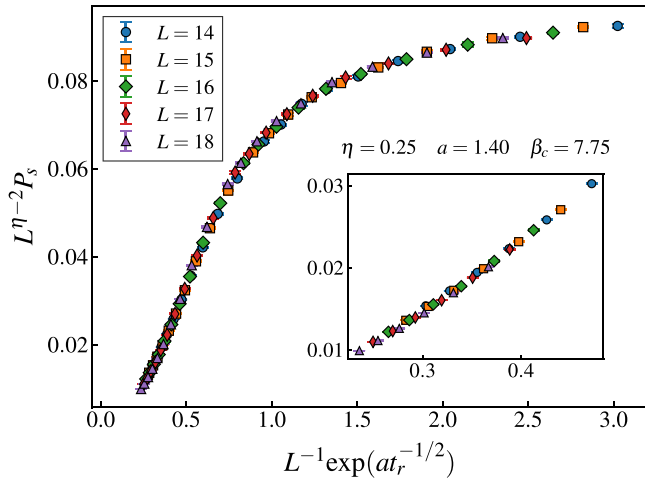 L = 14
L = 15
L = 16
L = 17
L = 18
η = 0.25 a = 1.40 β_c = 7.75
0.08
0.06
0.04
0.02
L^{η−2}P_s
0.03
0.02
0.01
0.3 0.4
0.0 0.5 1.0 1.5 2.0 2.5 3.0
L^{−1}exp(at_r^{−1/2})